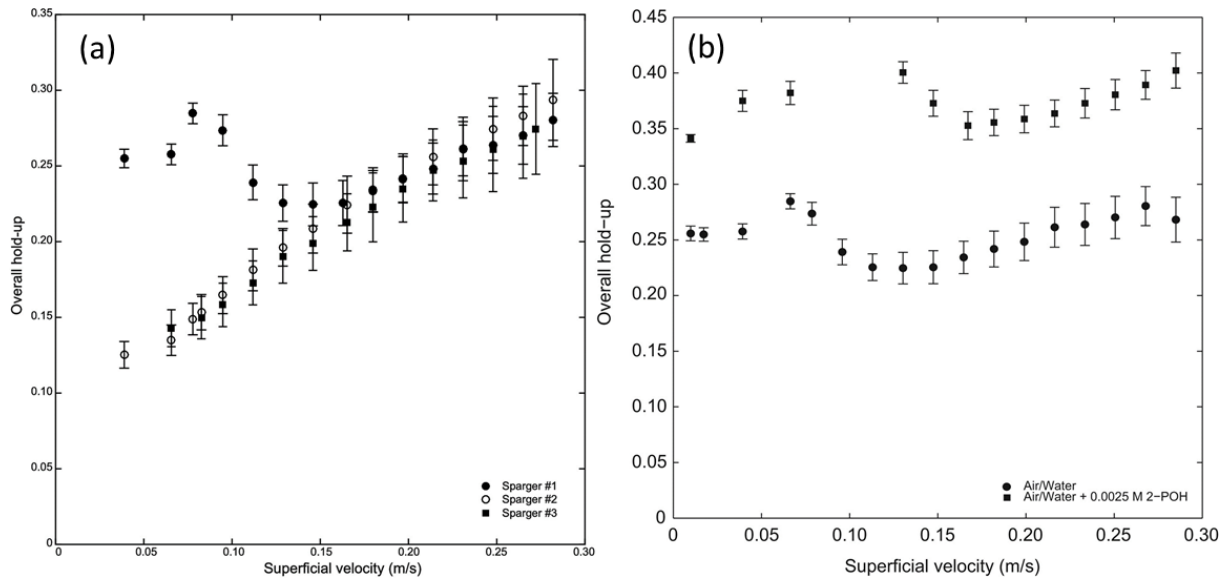 (a)
Overall hold-up
0.35
0.30
0.25
0.20
0.15
0.10
0.05
0
0
0.05
0.10
0.15
0.20
0.25
0.30
Superficial velocity (m/s)
Sparger #1
Sparger #2
Sparger #3
(b)
Overall hold-up
0.45
0.40
0.35
0.30
0.25
0.20
0.15
0.10
0.05
0
0
0.05
0.10
0.15
0.20
0.25
0.30
Superficial velocity (m/s)
Air/Water
Air/Water + 0.0025 M 2-POH